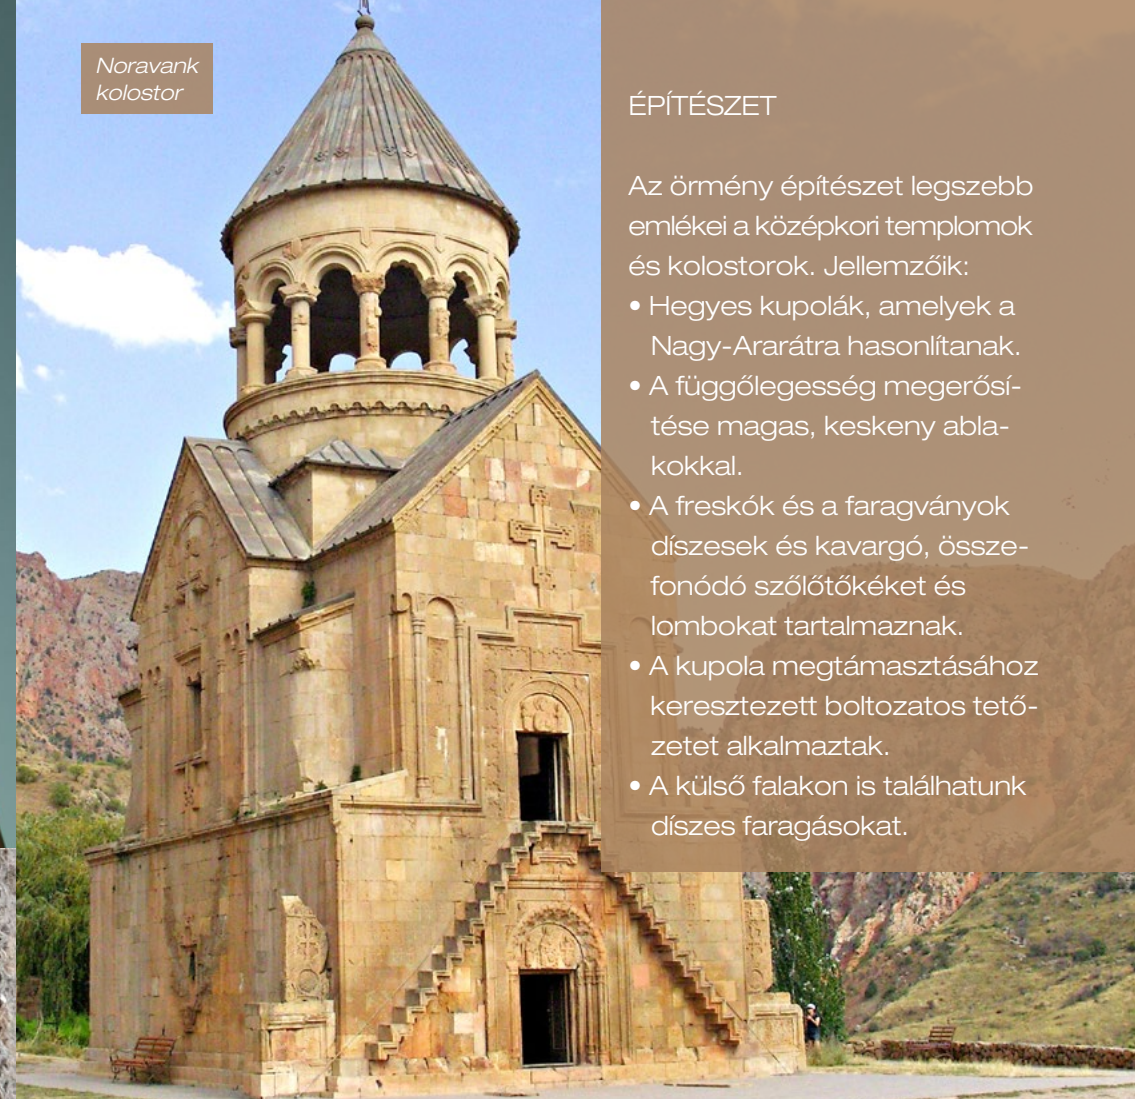 Noravank
kolostor
ÉPÍTÉSZET
Az örmény építészet legszebb
emlékei a középkori templomok
és kolostorok. Jellemzőik:
• Hegyes kupolák, amelyek a
Nagy-Ararátra hasonlítanak.
• A függőlegesség megerősí-
tése magas, keskeny abla-
kokkal.
• A freskók és a faragványok
díszesek és kavargó, össze-
fonódó szőlőtőkéket és
lombokat tartalmaznak.
• A kupola megtámasztásához
keresztezett boltozatos tető-
zetet alkalmaztak.
• A külső falakon is találhatunk
díszes faragásokat.